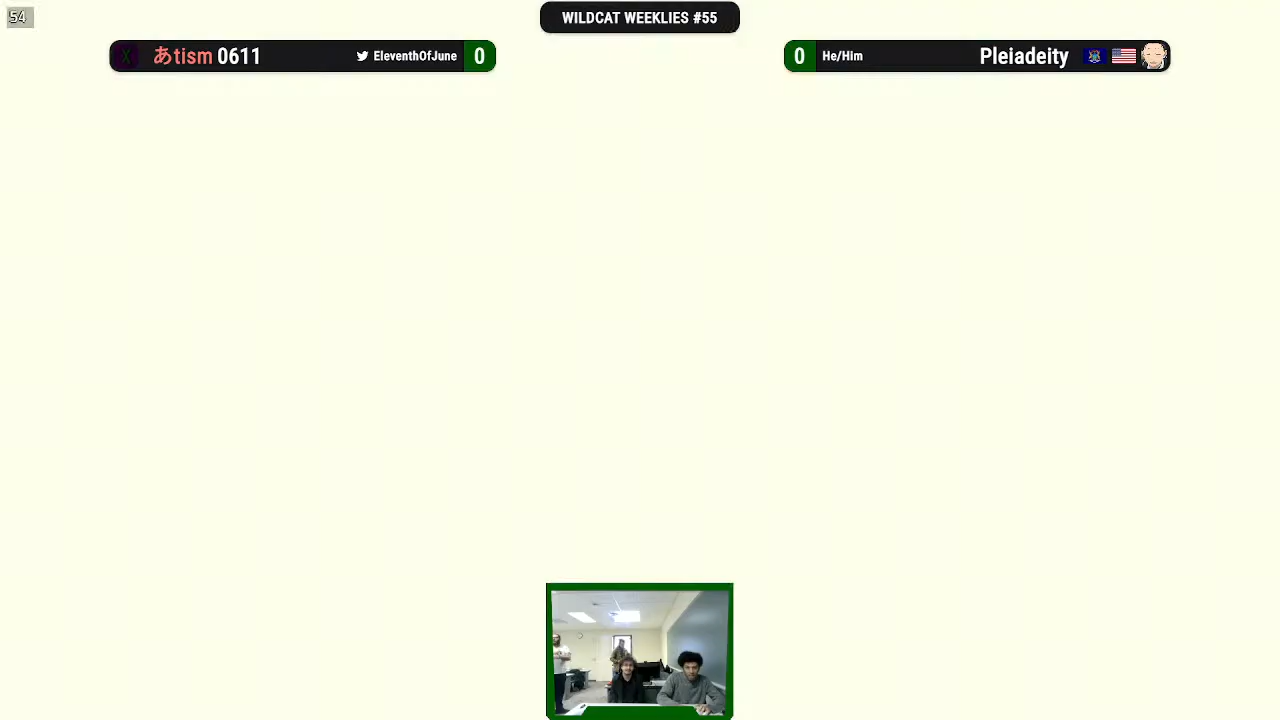 54
WILDCAT WEEKLIES #55
あtism 0611 EleventhOfJune 0
0 He/Him Pleiadeity